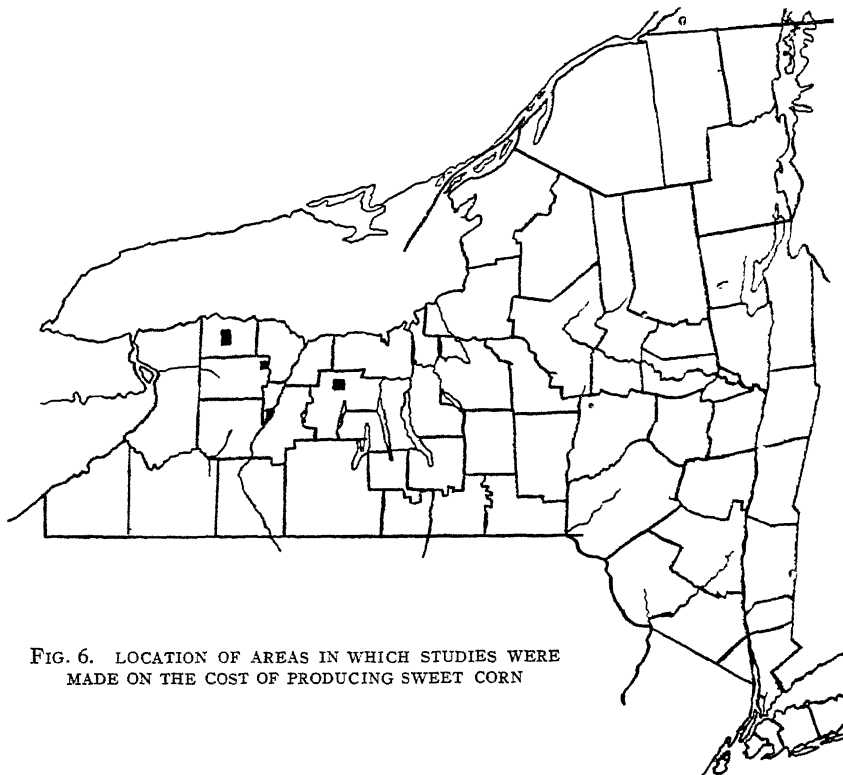 FIG. 6. LOCATION OF AREAS IN WHICH STUDIES WERE
MADE ON THE COST OF PRODUCING SWEET CORN